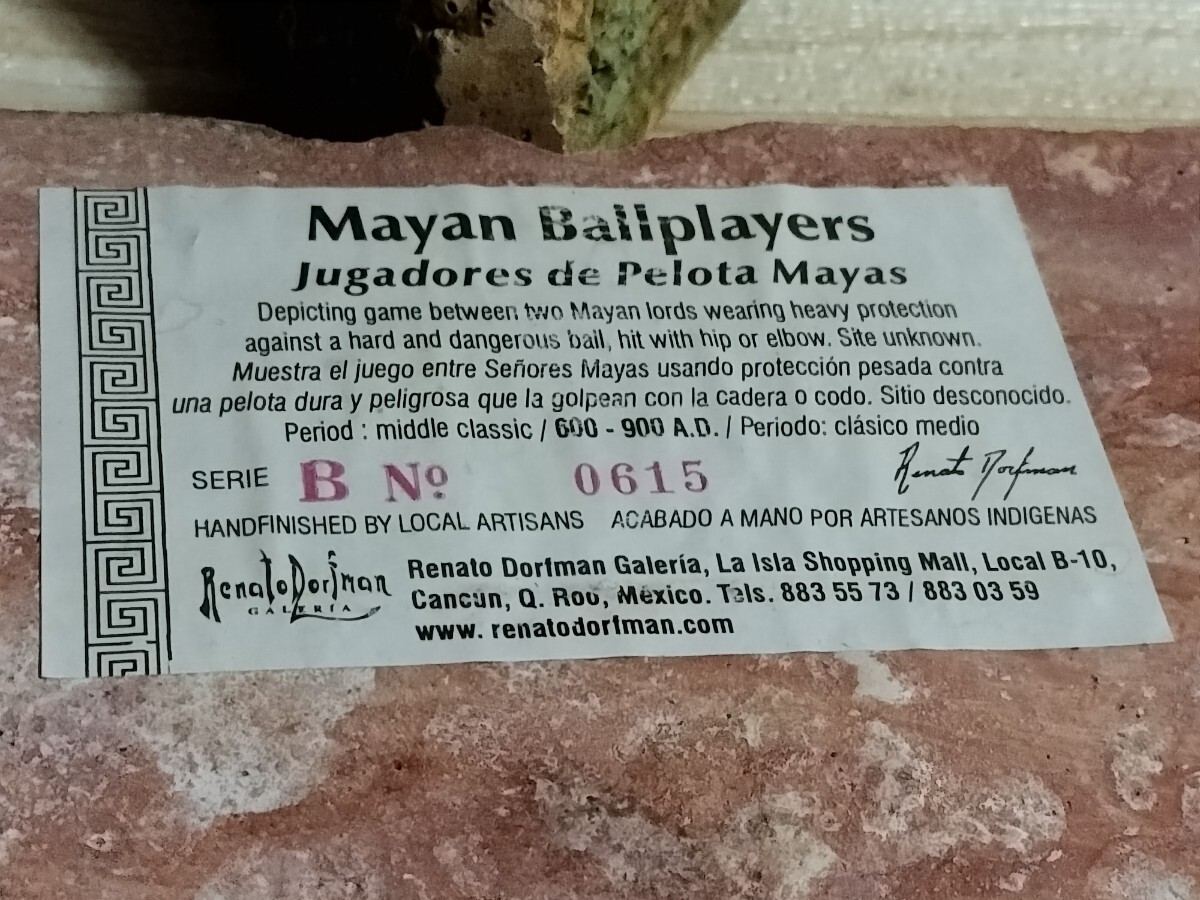 Mayan Ballplayers
Jugadores de Pelota Mayas
Depicting game between two Mayan lords wearing heavy protection
against a hard and dangerous ball, hit with hip or elbow. Site unknown.
Muestra el juego entre Señores Mayas usando protección pesada contra
una pelota dura y peligrosa que la golpean con la cadera o codo. Sitio desconocido.
Period : middle classic / 600 - 900 A.D. / Periodo: clásico medio
Renato Dorfman
SERIE B Nº 0615
HANDFINISHED BY LOCAL ARTISANS ACABADO A MANO POR ARTESANOS INDIGENAS
Renato Dorfman
GALERÍA
Renato Dorfman Galería, La Isla Shopping Mall, Local B-10,
Cancún, Q. Roo, México. Tels. 883 55 73 / 883 03 59
www. renatodorfman.com